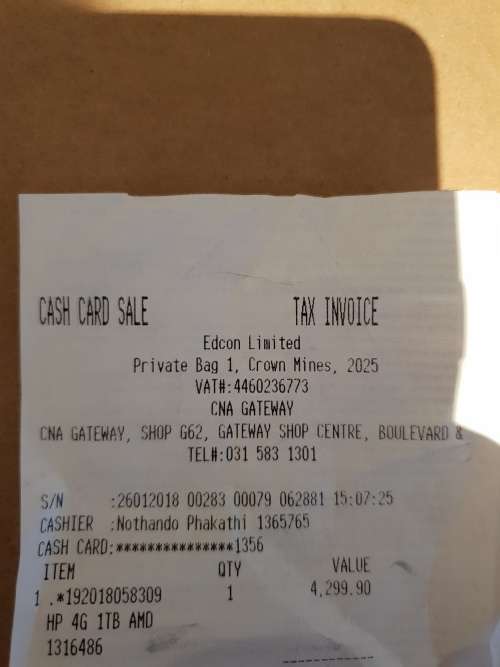 CASH CARD SALE TAX INVOICE
Edcon Limited
Private Bag 1, Crown Mines, 2025
VAT#:4460236773
CNA GATEWAY
CNA GATEWAY, SHOP G62, GATEWAY SHOP CENTRE, BOULEVARD &
TEL#:031 583 1301
S/N :26012018 00283 00079 062881 15:07:25
CASHIER :Nothando Phakathi 1365765
CASH CARD:***************1356
ITEM QTY VALUE
1 .*192018058309 1 4,299.90
HP 4G 1TB AMD
1316486